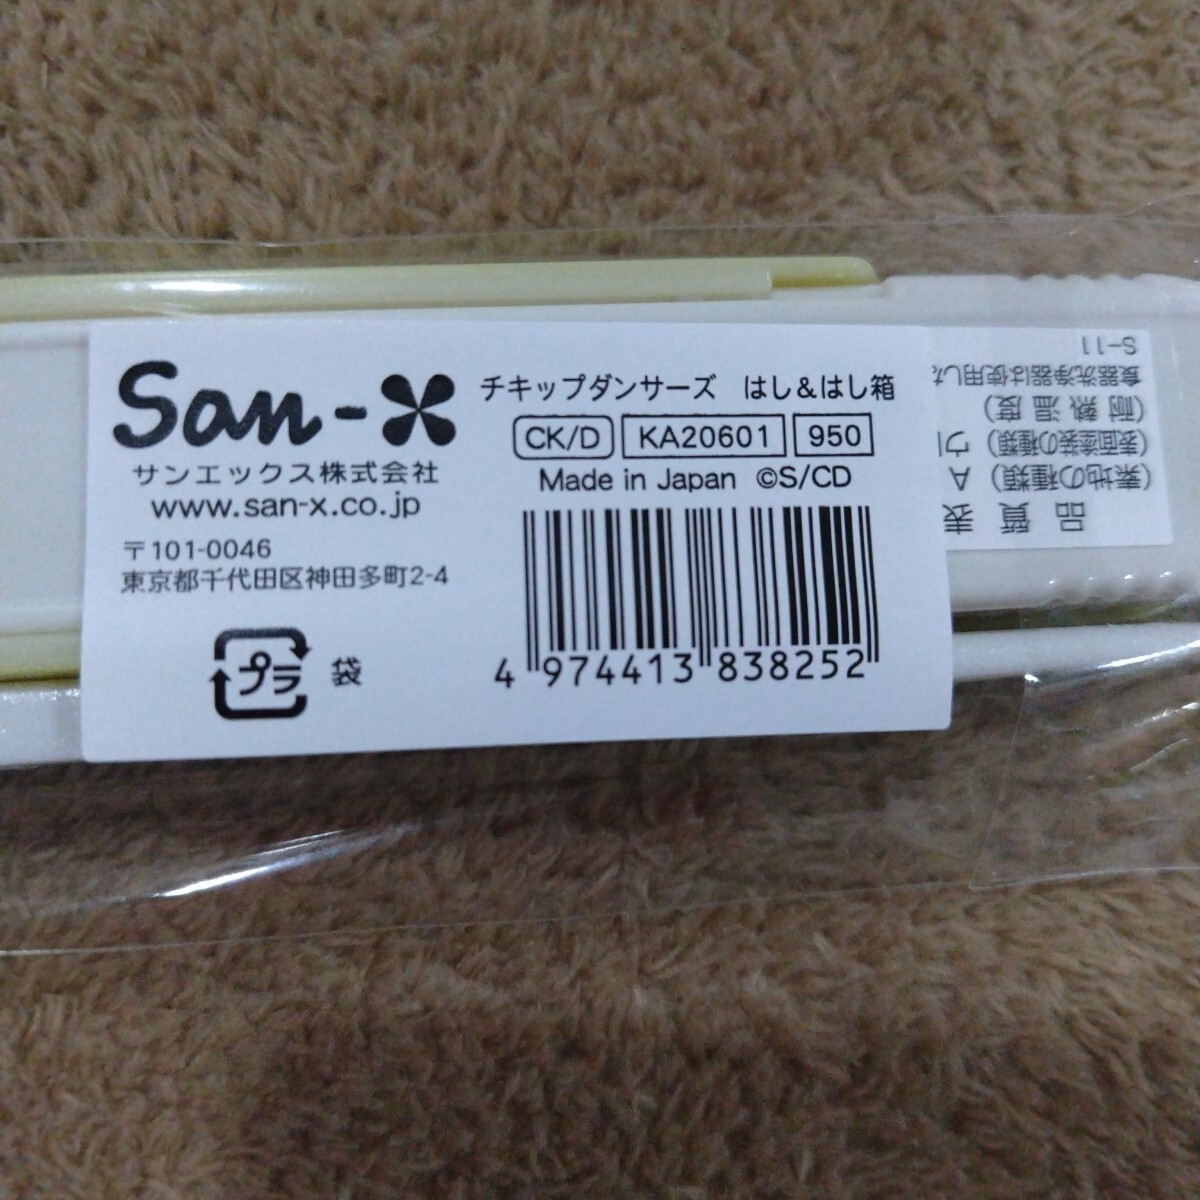 San-X
サンエックス株式会社
www.san-x.co.jp
〒101-0046
東京都千代田区神田多町2-4
プラ 袋
チキップダンサーズ はし＆はし箱
CK/D KA20601 950
Made in Japan ©S/CD
4 974413 838252
品 質 表
(素地の種類) A
(表面塗装の種類) ウ
(耐熱温度)
食器洗浄器は使用し
S-11